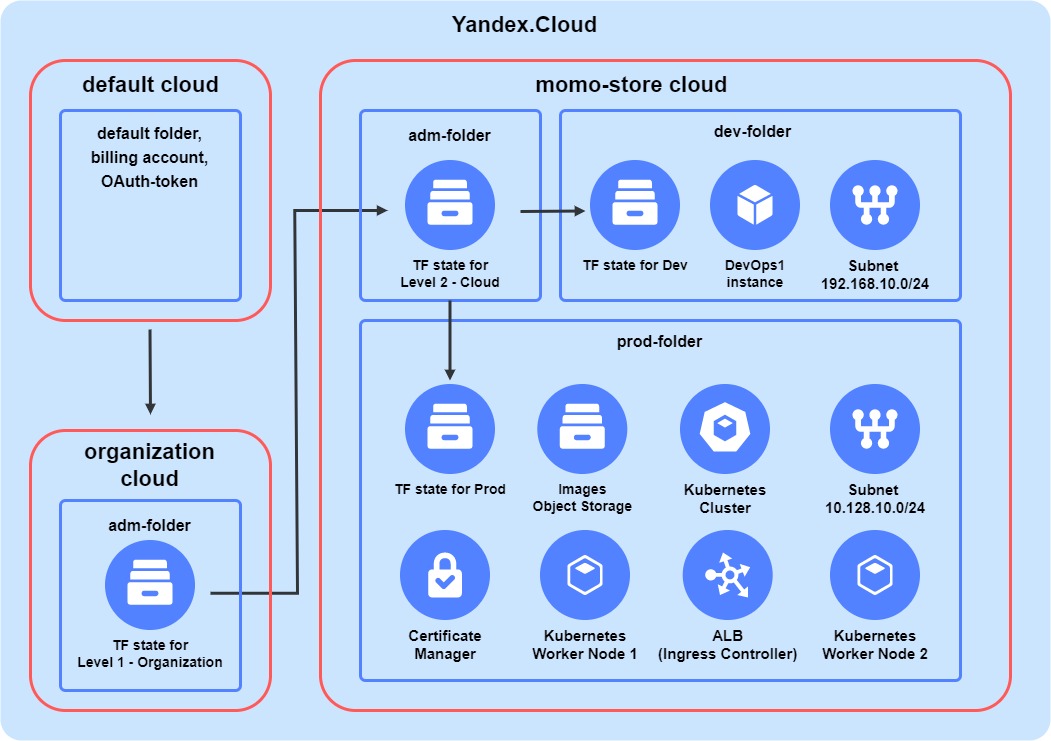 Yandex.Cloud
default cloud
default folder,
billing account,
OAuth-token
organization
cloud
adm-folder
TF state for
Level 1 - Organization
momo-store cloud
adm-folder
TF state for
Level 2 - Cloud
dev-folder
TF state for Dev
DevOps1
instance
Subnet
192.168.10.0/24
prod-folder
TF state for Prod
Images
Object Storage
Kubernetes
Cluster
Subnet
10.128.10.0/24
Certificate
Manager
Kubernetes
Worker Node 1
ALB
(Ingress Controller)
Kubernetes
Worker Node 2